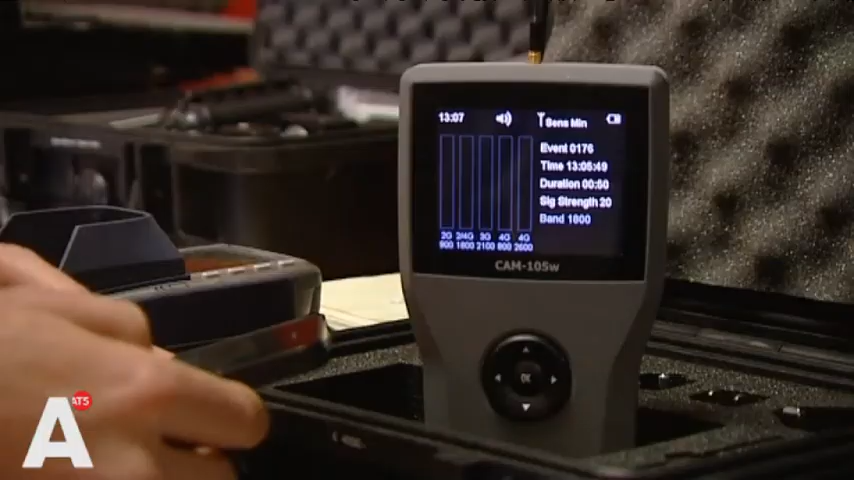 13:07
Sens Min
Event 0176
Time 13:05:49
Duration 00:50
Sig Strength 20
Band 1800
2G 2/4G 3G 4G 4G
900 1800 2100 800 2600
CAM-105w
OK
A
AT5